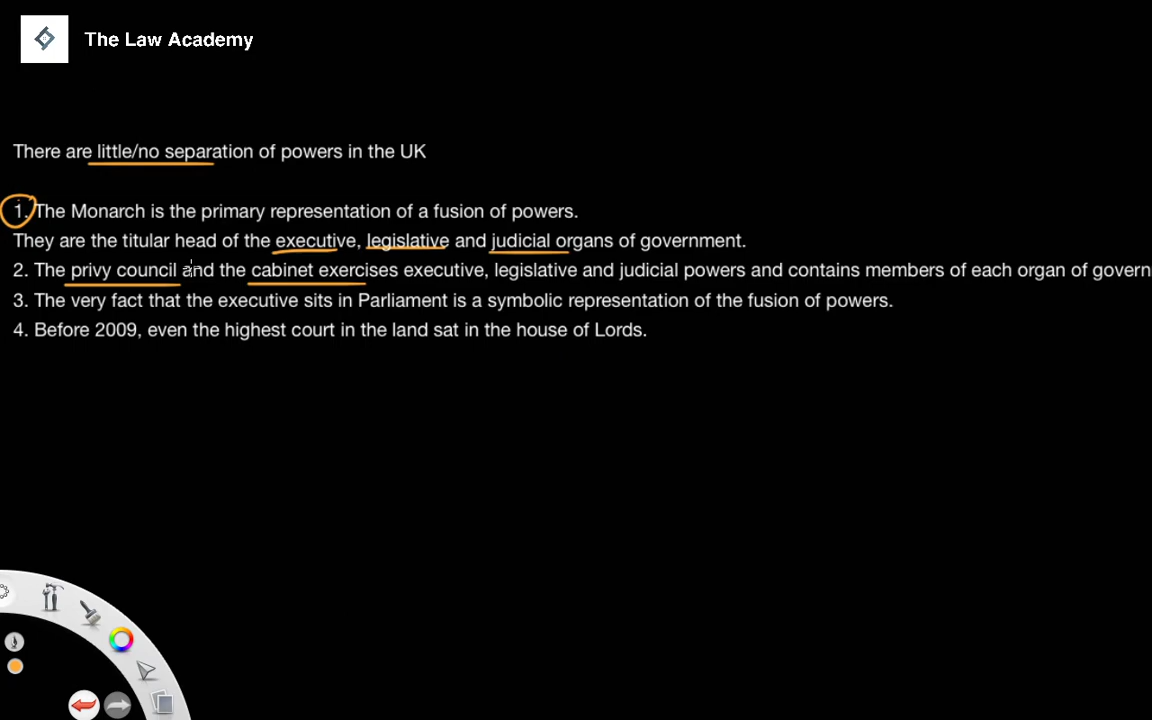 The Law Academy
There are little/no separation of powers in the UK
1. The Monarch is the primary representation of a fusion of powers.
They are the titular head of the executive, legislative and judicial organs of government.
2. The privy council and the cabinet exercises executive, legislative and judicial powers and contains members of each organ of govern
3. The very fact that the executive sits in Parliament is a symbolic representation of the fusion of powers.
4. Before 2009, even the highest court in the land sat in the house of Lords.